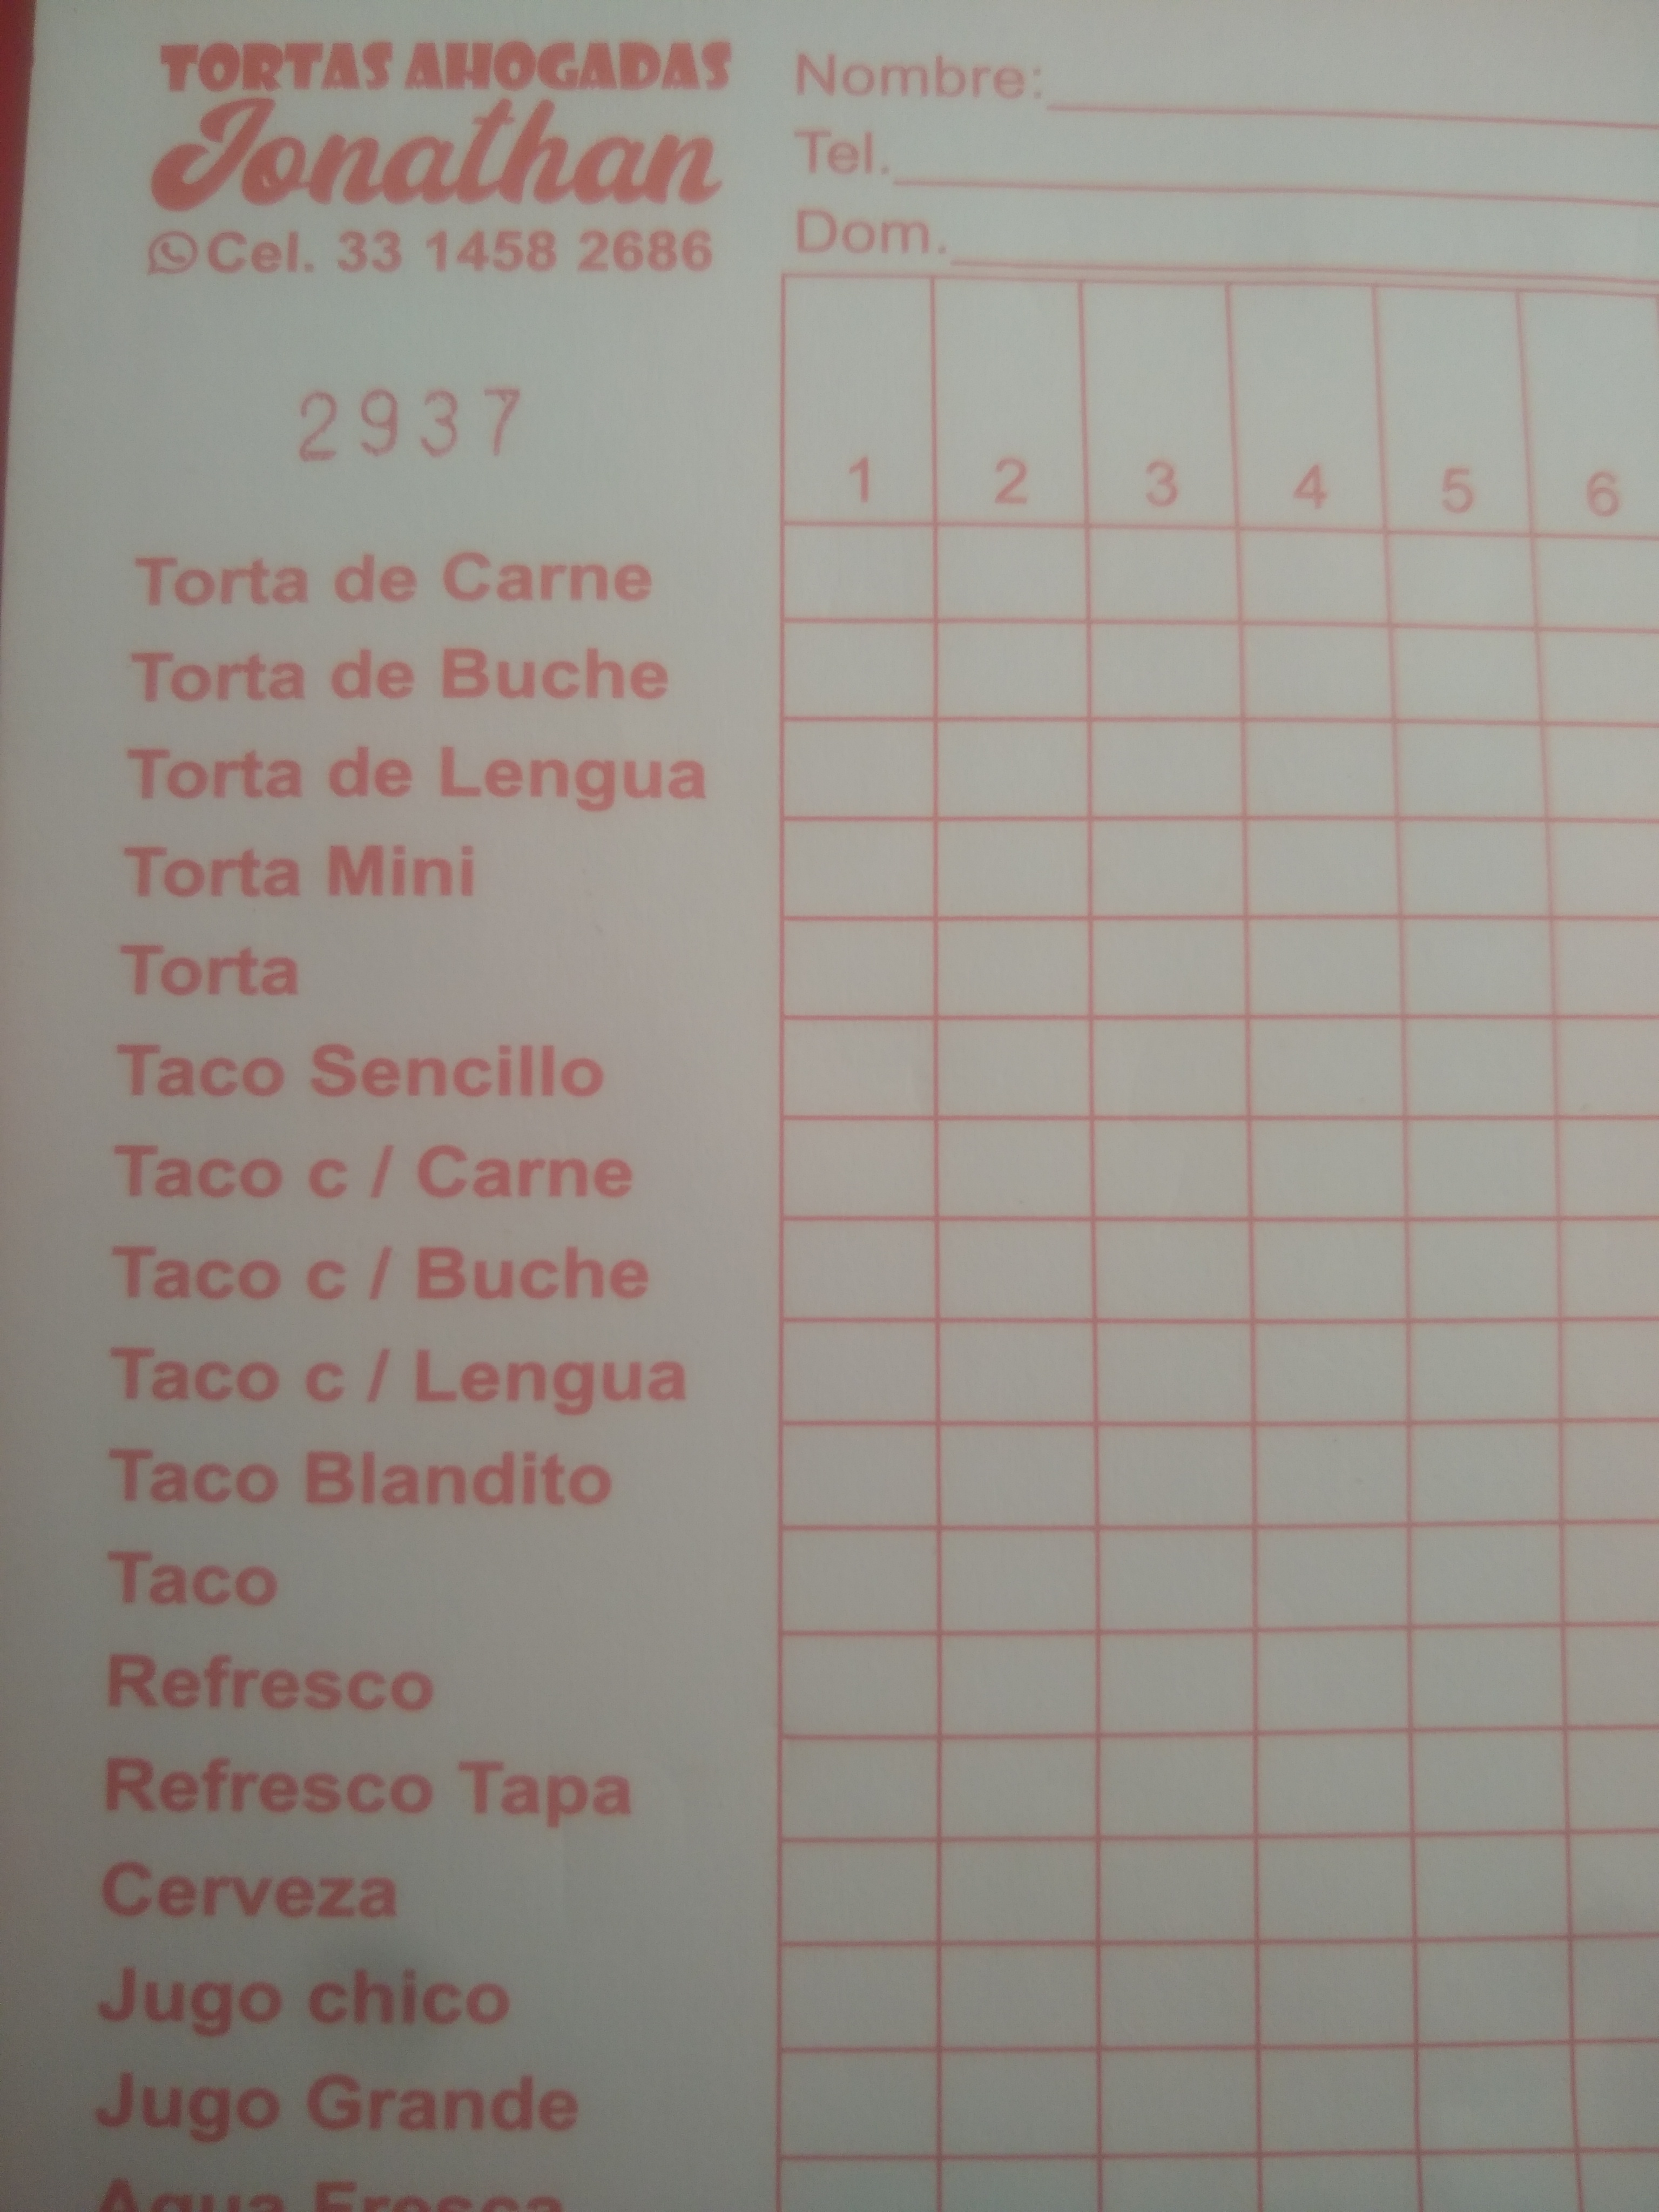 TORTAS AHOGADAS
Jonathan
Cel. 33 1458 2686
Nombre:
Tel.
Dom.
2937
1 2 3 4 5 6
Torta de Carne
Torta de Buche
Torta de Lengua
Torta Mini
Torta
Taco Sencillo
Taco c / Carne
Taco c / Buche
Taco c / Lengua
Taco Blandito
Taco
Refresco
Refresco Tapa
Cerveza
Jugo chico
Jugo Grande
Agua Fresca